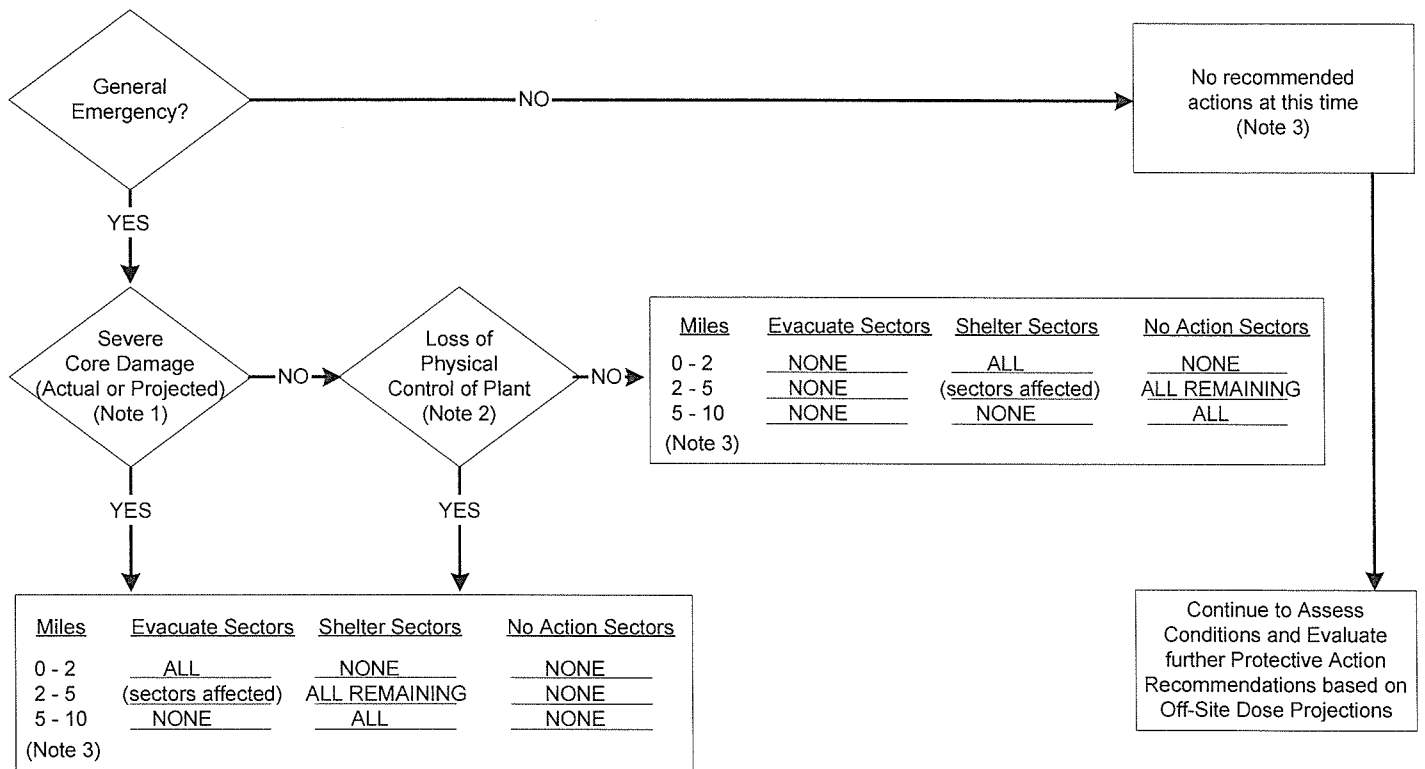 General
Emergency?
NO
No recommended
actions at this time
(Note 3)
YES
Severe
Core Damage
(Actual or Projected)
(Note 1)
NO
Loss of
Physical
Control of Plant
(Note 2)
NO
Miles Evacuate Sectors Shelter Sectors No Action Sectors
0 - 2 NONE ALL NONE
2 - 5 NONE (sectors affected) ALL REMAINING
5 - 10 NONE NONE ALL
(Note 3)
YES
YES
Miles Evacuate Sectors Shelter Sectors No Action Sectors
0 - 2 ALL NONE NONE
2 - 5 (sectors affected) ALL REMAINING NONE
5 - 10 NONE ALL NONE
(Note 3)
Continue to Assess
Conditions and Evaluate
further Protective Action
Recommendations based on
Off-Site Dose Projections